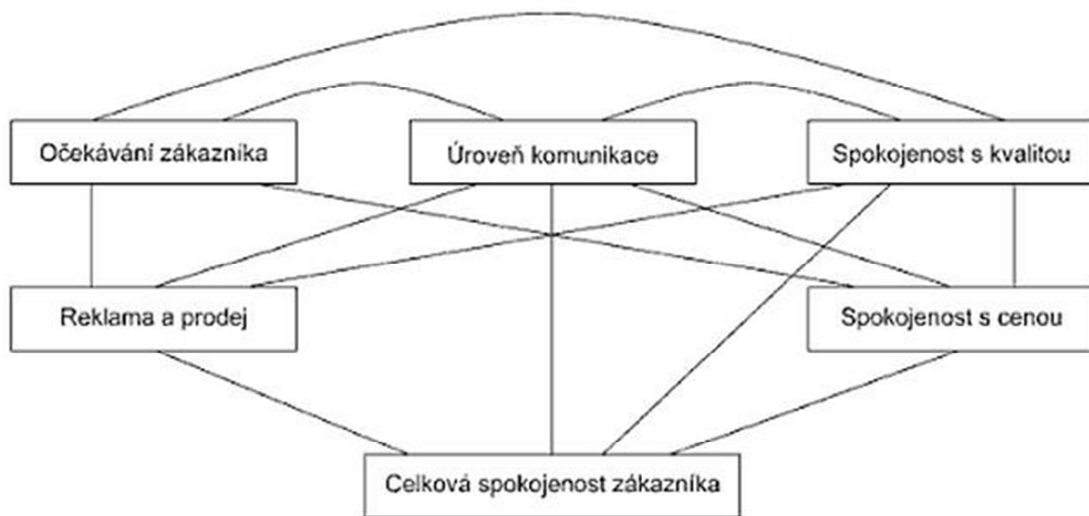 Očekávání zákazníka
Úroveň komunikace
Spokojenost s kvalitou
Reklama a prodej
Spokojenost s cenou
Celková spokojenost zákazníka